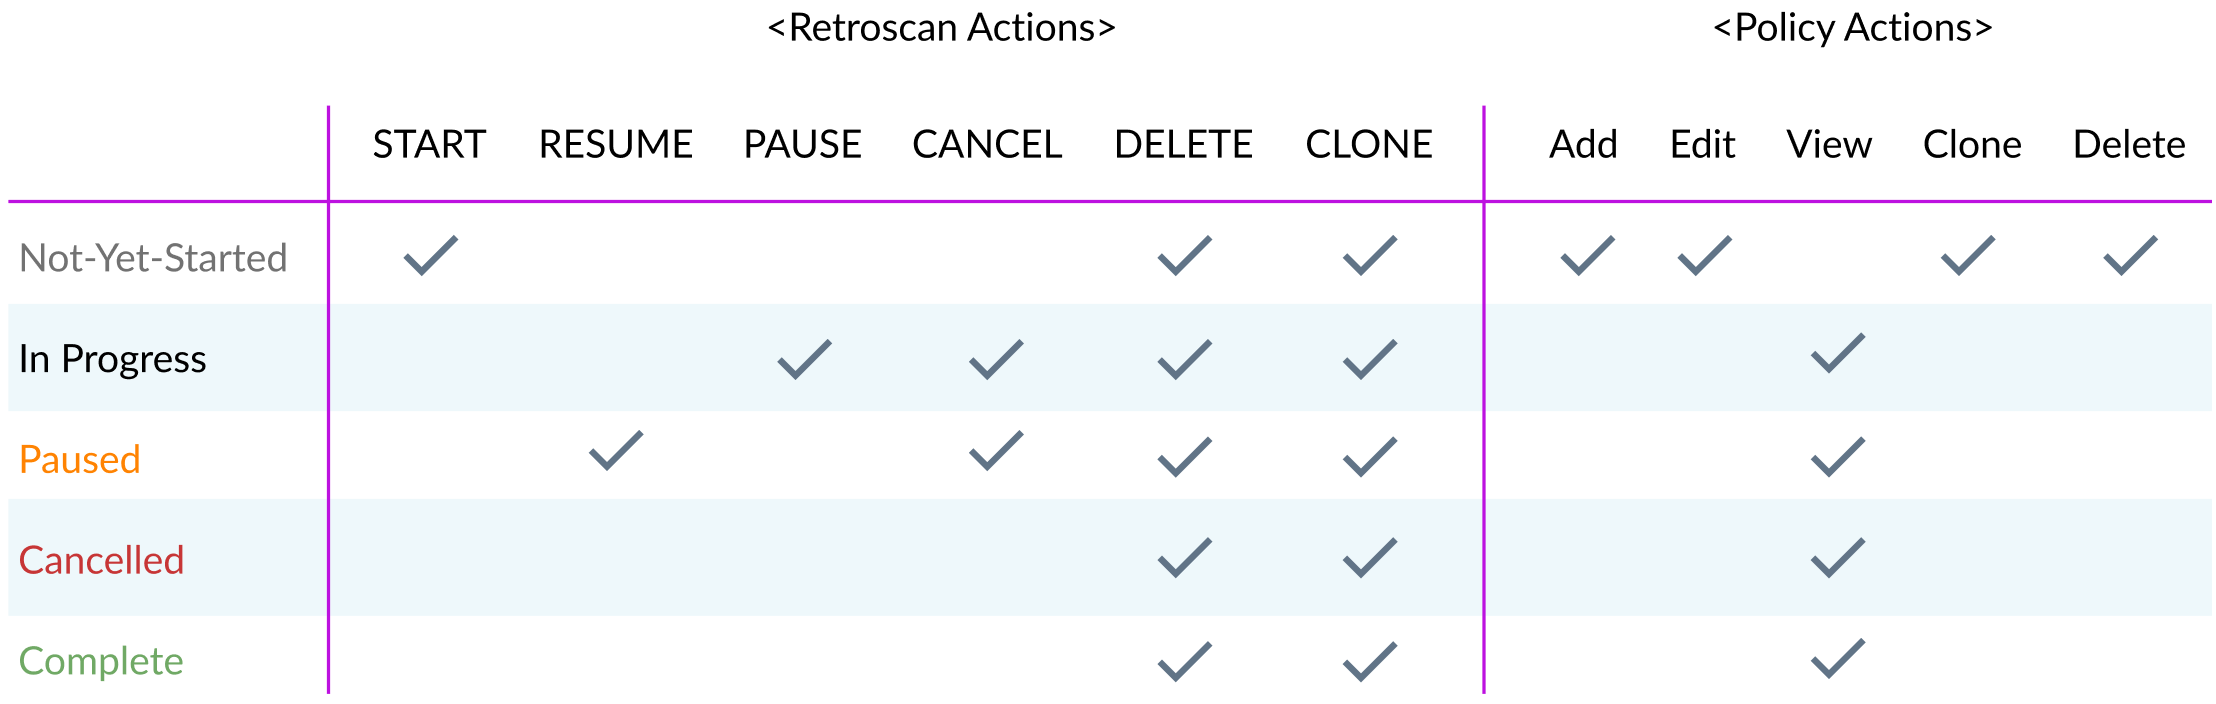 <Retroscan Actions> <Policy Actions>
START RESUME PAUSE CANCEL DELETE CLONE Add Edit View Clone Delete
Not-Yet-Started
In Progress
Paused
Cancelled
Complete